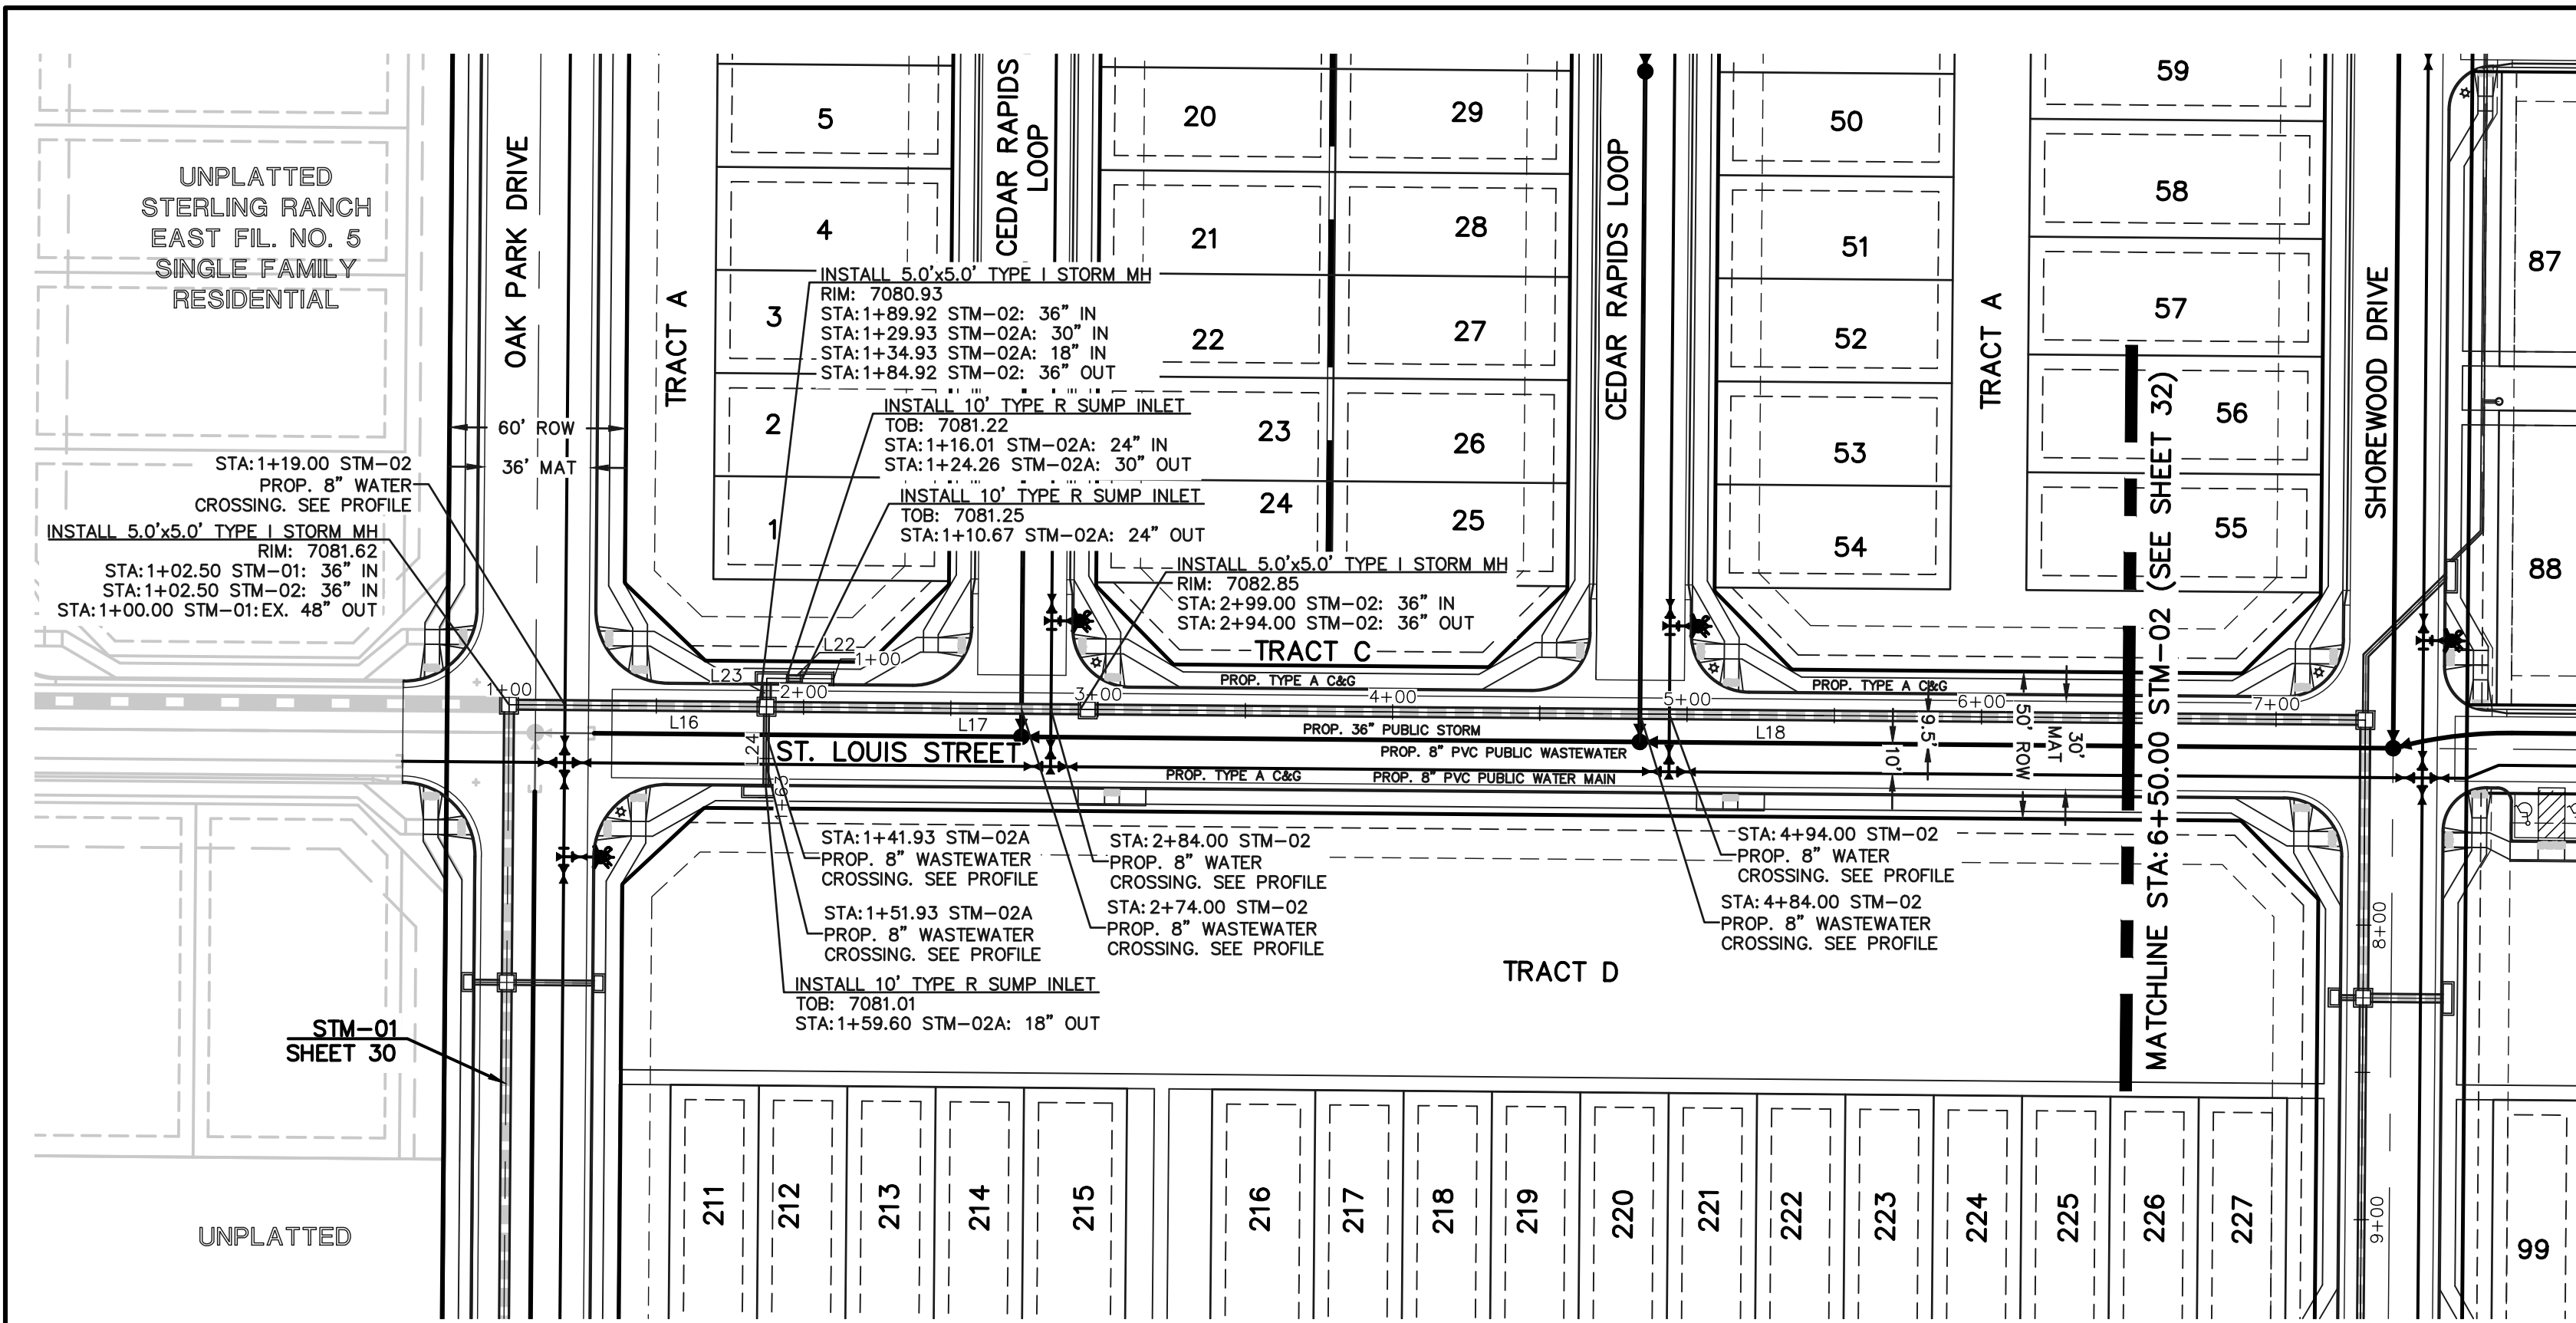 UNPLATTED
STERLING RANCH
EAST FIL. NO. 5
SINGLE FAMILY
RESIDENTIAL
OAK PARK DRIVE
60' ROW
36' MAT
TRACT A
5
4
3
2
1
CEDAR RAPIDS
LOOP
20
21
22
23
24
29
28
27
26
25
CEDAR RAPIDS LOOP
50
51
52
53
54
TRACT A
59
58
57
56
55
SHOREWOOD DRIVE
87
88
INSTALL 5.0'x5.0' TYPE I STORM MH
RIM: 7080.93
STA:1+89.92 STM-02: 36" IN
STA:1+29.93 STM-02A: 30" IN
STA:1+34.93 STM-02A: 18" IN
STA:1+84.92 STM-02: 36" OUT
INSTALL 10' TYPE R SUMP INLET
TOB: 7081.22
STA:1+16.01 STM-02A: 24" IN
STA:1+24.26 STM-02A: 30" OUT
INSTALL 10' TYPE R SUMP INLET
TOB: 7081.25
STA:1+10.67 STM-02A: 24" OUT
INSTALL 5.0'x5.0' TYPE I STORM MH
RIM: 7082.85
STA:2+99.00 STM-02: 36" IN
STA:2+94.00 STM-02: 36" OUT
STA:1+19.00 STM-02
PROP. 8" WATER
CROSSING. SEE PROFILE
INSTALL 5.0'x5.0' TYPE I STORM MH
RIM: 7081.62
STA:1+02.50 STM-01: 36" IN
STA:1+02.50 STM-02: 36" IN
STA:1+00.00 STM-01:EX. 48" OUT
TRACT C
L22
1+00
L23
PROP. TYPE A C&G
PROP. TYPE A C&G
1+00
2+00
3+00
4+00
5+00
6+00
7+00
L16
L17
L18
L24
1+62
PROP. 36" PUBLIC STORM
ST. LOUIS STREET
PROP. 8" PVC PUBLIC WASTEWATER
PROP. TYPE A C&G
PROP. 8" PVC PUBLIC WATER MAIN
10'
9.5'
50' ROW
30'
MAT
MATCHLINE STA:6+50.00 STM-02 (SEE SHEET 32)
STA:1+41.93 STM-02A
PROP. 8" WASTEWATER
CROSSING. SEE PROFILE
STA:1+51.93 STM-02A
PROP. 8" WASTEWATER
CROSSING. SEE PROFILE
INSTALL 10' TYPE R SUMP INLET
TOB: 7081.01
STA:1+59.60 STM-02A: 18" OUT
STA:2+84.00 STM-02
PROP. 8" WATER
CROSSING. SEE PROFILE
STA:2+74.00 STM-02
PROP. 8" WASTEWATER
CROSSING. SEE PROFILE
STA:4+94.00 STM-02
PROP. 8" WATER
CROSSING. SEE PROFILE
STA:4+84.00 STM-02
PROP. 8" WASTEWATER
CROSSING. SEE PROFILE
TRACT D
8+00
9+00
STM-01
SHEET 30
UNPLATTED
211
212
213
214
215
216
217
218
219
220
221
222
223
224
225
226
227
99